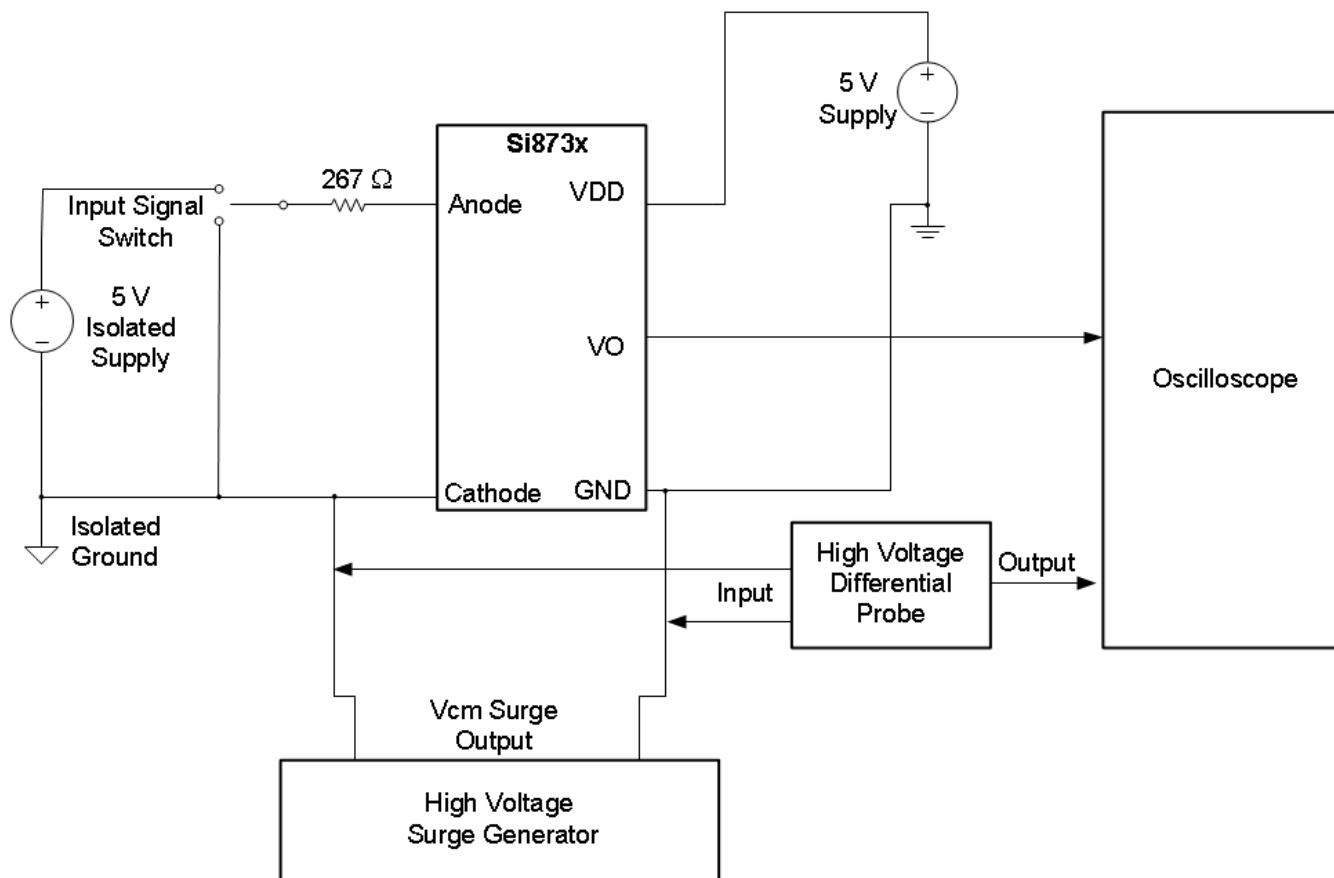 5 V
Supply
Si873x
267 Ω
VDD
Input Signal
Switch
Anode
5 V
Isolated
Supply
VO
Oscilloscope
Cathode
GND
Isolated
Ground
High Voltage
Differential
Probe
Output
Input
Vcm Surge
Output
High Voltage
Surge Generator